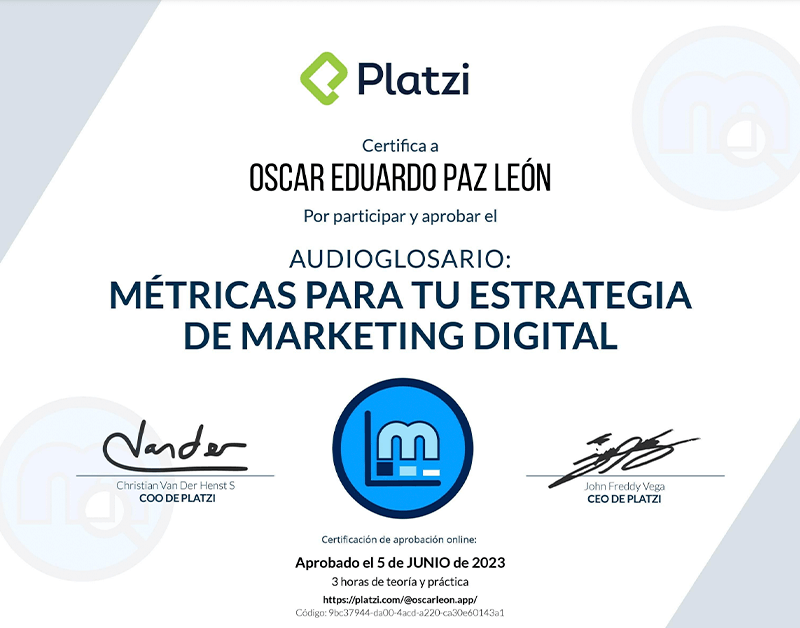 Platzi
Certifica a
OSCAR EDUARDO PAZ LEÓN
Por participar y aprobar el
AUDIOGLOSARIO:
MÉTRICAS PARA TU ESTRATEGIA
DE MARKETING DIGITAL
Vander
Christian Van Der Henst S
COO DE PLATZI
m
John Freddy Vega
CEO DE PLATZI
Certificación de aprobación online:
Aprobado el 5 de JUNIO de 2023
3 horas de teoría y práctica
https://platzi.com/@oscarleon.app/
Código: 9bc37944-da00-4acd-a220-ca30e60143a1